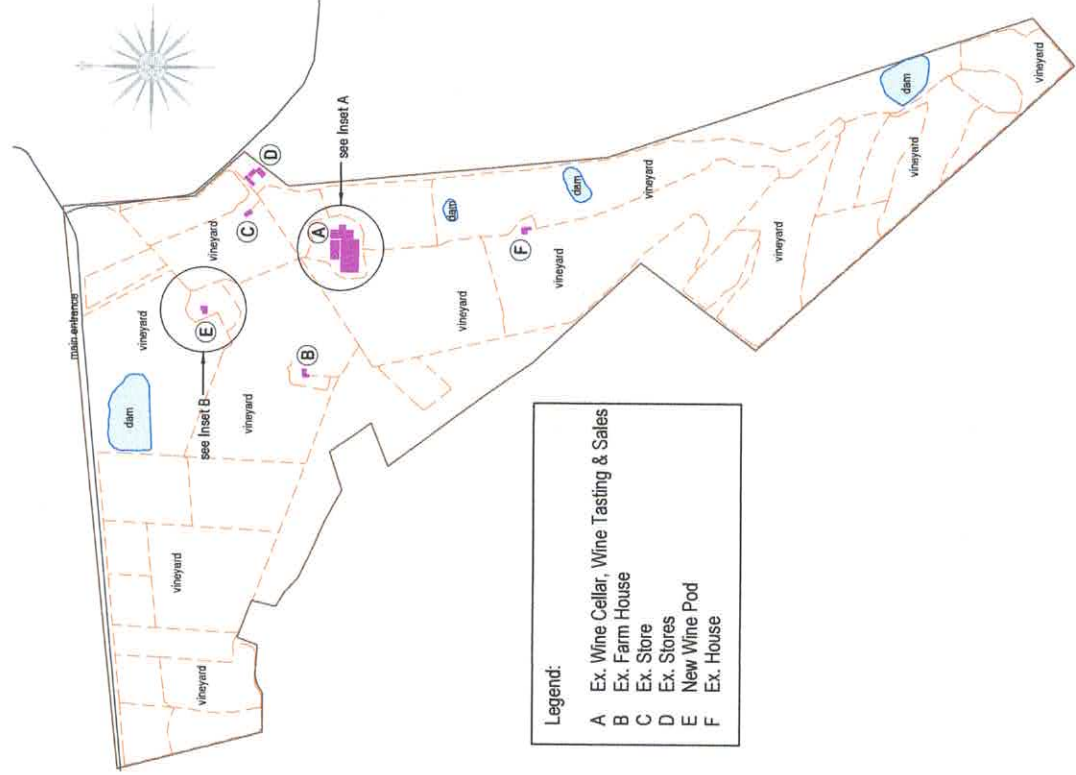 main entrance
vineyard
dam
vineyard
vineyard
vineyard
vineyard
see Inset B
see Inset A
A
B
C
D
E
F
dam
dam
vineyard
vineyard
vineyard
vineyard
vineyard
dam
vineyard
Legend:
A Ex. Wine Cellar, Wine Tasting & Sales
B Ex. Farm House
C Ex. Store
D Ex. Stores
E New Wine Pod
F Ex. House